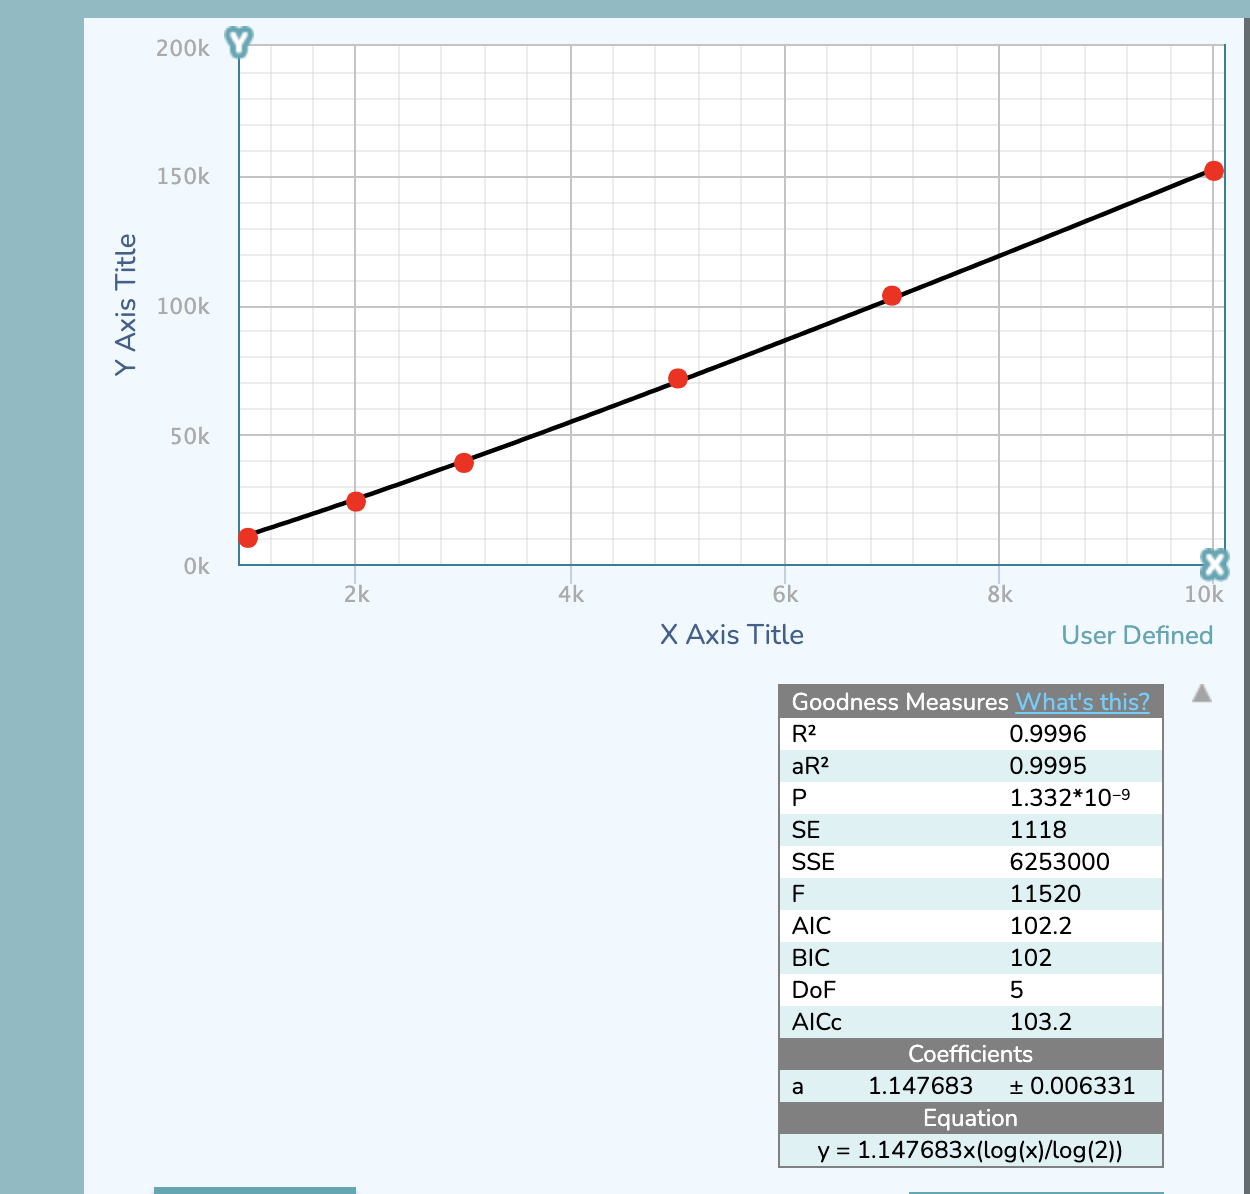 Y
200k
150k
100k
50k
0k
Y Axis Title
2k
4k
6k
8k
10k
X
X Axis Title
User Defined
Goodness Measures What's this?
R² 0.9996
aR² 0.9995
P 1.332*10⁻⁹
SE 1118
SSE 6253000
F 11520
AIC 102.2
BIC 102
DoF 5
AICc 103.2
Coefficients
a 1.147683 ± 0.006331
Equation
y = 1.147683x(log(x)/log(2))